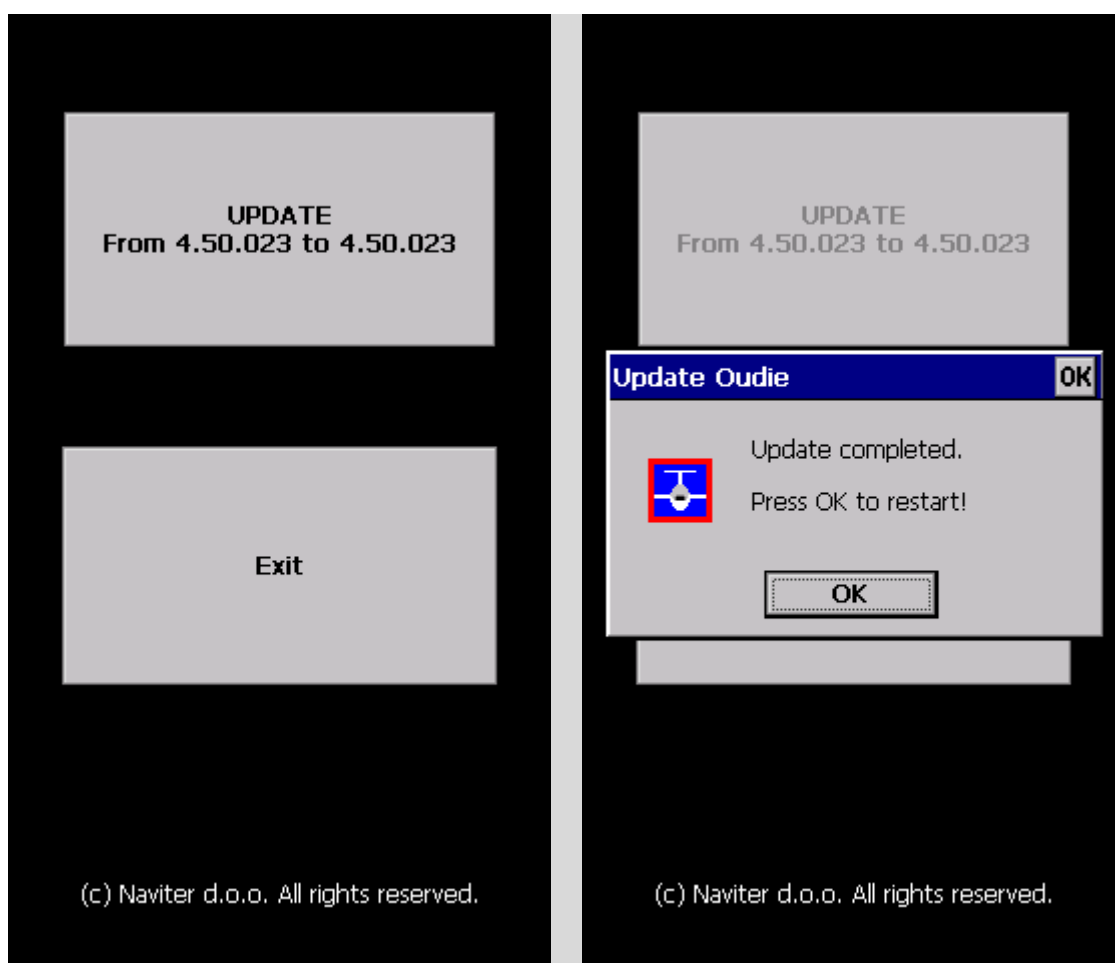 UPDATE
From 4.50.023 to 4.50.023
Exit
(c) Naviter d.o.o. All rights reserved.
UPDATE
From 4.50.023 to 4.50.023
Update Oudie
OK
Update completed.
Press OK to restart!
OK
(c) Naviter d.o.o. All rights reserved.